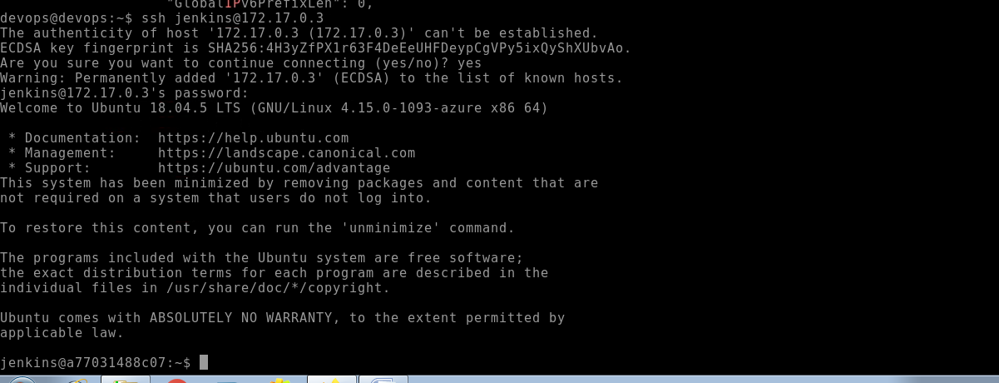 "GlobalIPv6PrefixLen": 0,
devops@devops:~$ ssh jenkins@172.17.0.3
The authenticity of host '172.17.0.3 (172.17.0.3)' can't be established.
ECDSA key fingerprint is SHA256:4H3yZfPX1r63F4DeEeUHFDeypCgVPy5ixQyShXUbvAo.
Are you sure you want to continue connecting (yes/no)? yes
Warning: Permanently added '172.17.0.3' (ECDSA) to the list of known hosts.
jenkins@172.17.0.3's password:
Welcome to Ubuntu 18.04.5 LTS (GNU/Linux 4.15.0-1093-azure x86 64)

 * Documentation:  https://help.ubuntu.com
 * Management:     https://landscape.canonical.com
 * Support:        https://ubuntu.com/advantage
This system has been minimized by removing packages and content that are
not required on a system that users do not log into.

To restore this content, you can run the 'unminimize' command.

The programs included with the Ubuntu system are free software;
the exact distribution terms for each program are described in the
individual files in /usr/share/doc/*/copyright.

Ubuntu comes with ABSOLUTELY NO WARRANTY, to the extent permitted by
applicable law.

jenkins@a77031488c07:~$